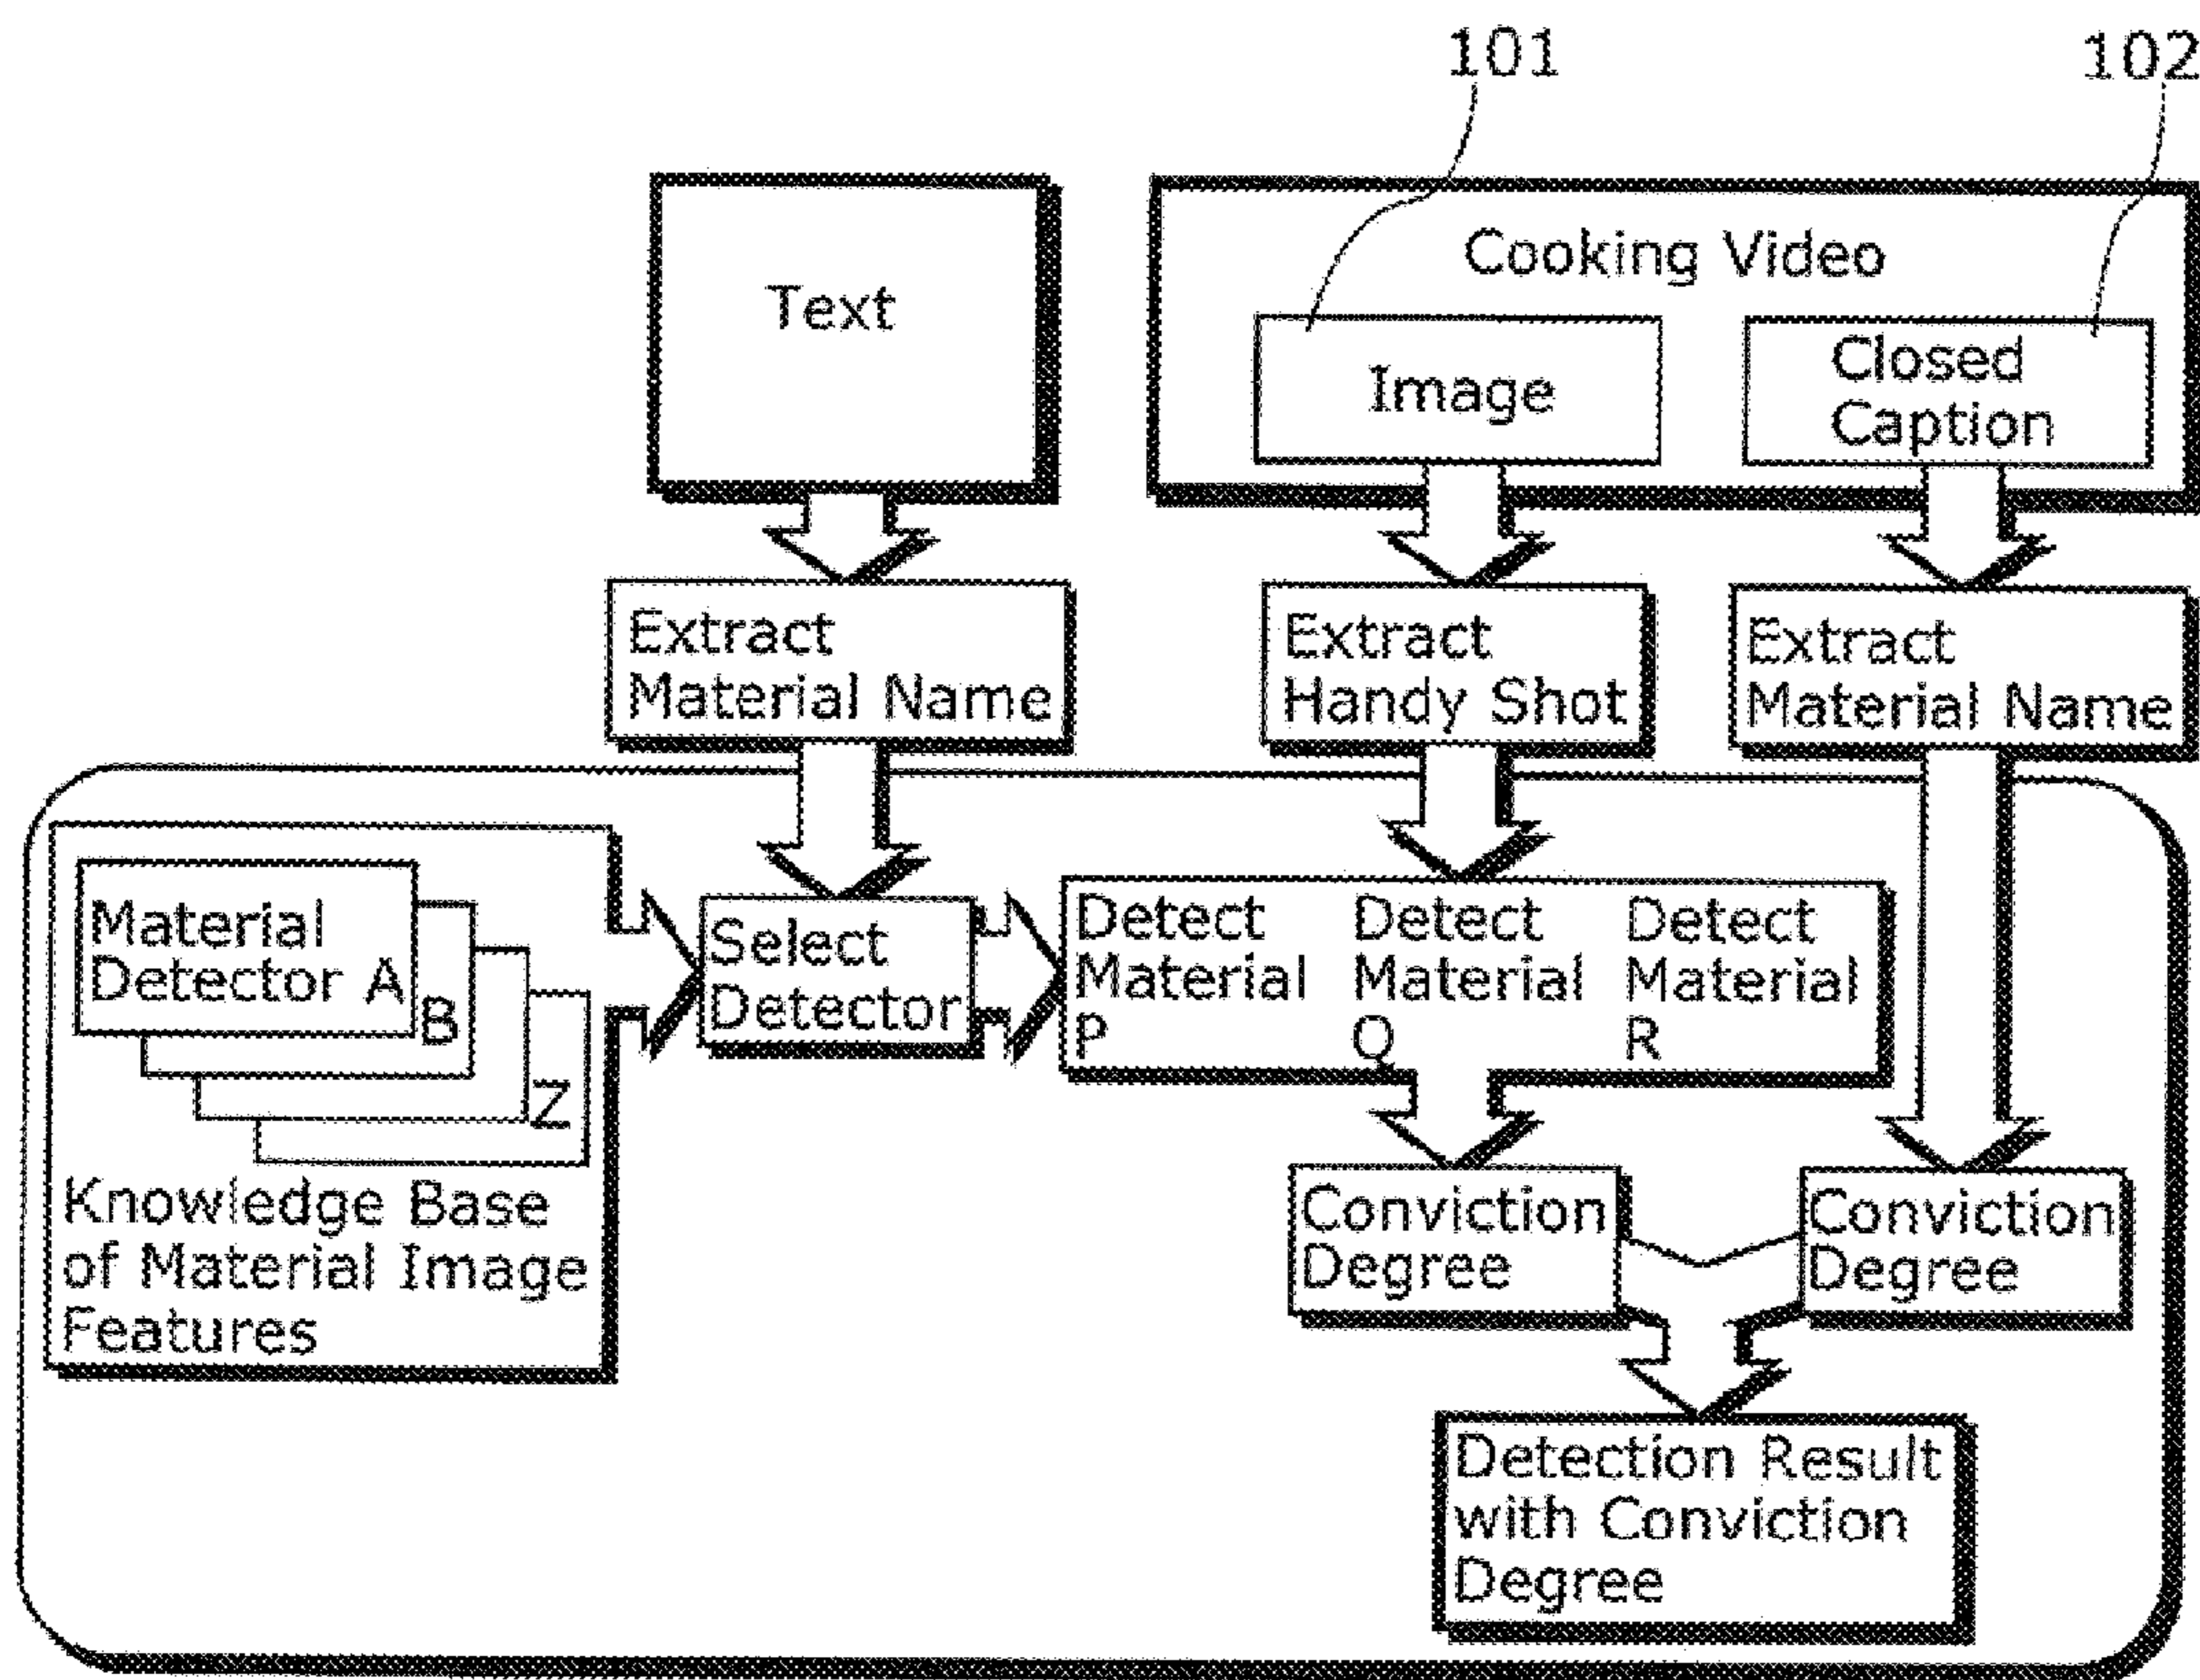 101
102
Text
Cooking Video
Image
Closed
Caption
Extract
Material Name
Extract
Handy Shot
Extract
Material Name
Material
Detector A
B
Z
Knowledge Base
of Material Image
Features
Select
Detector
Detect
Material
P
Detect
Material
Q
Detect
Material
R
Conviction
Degree
Conviction
Degree
Detection Result
with Conviction
Degree